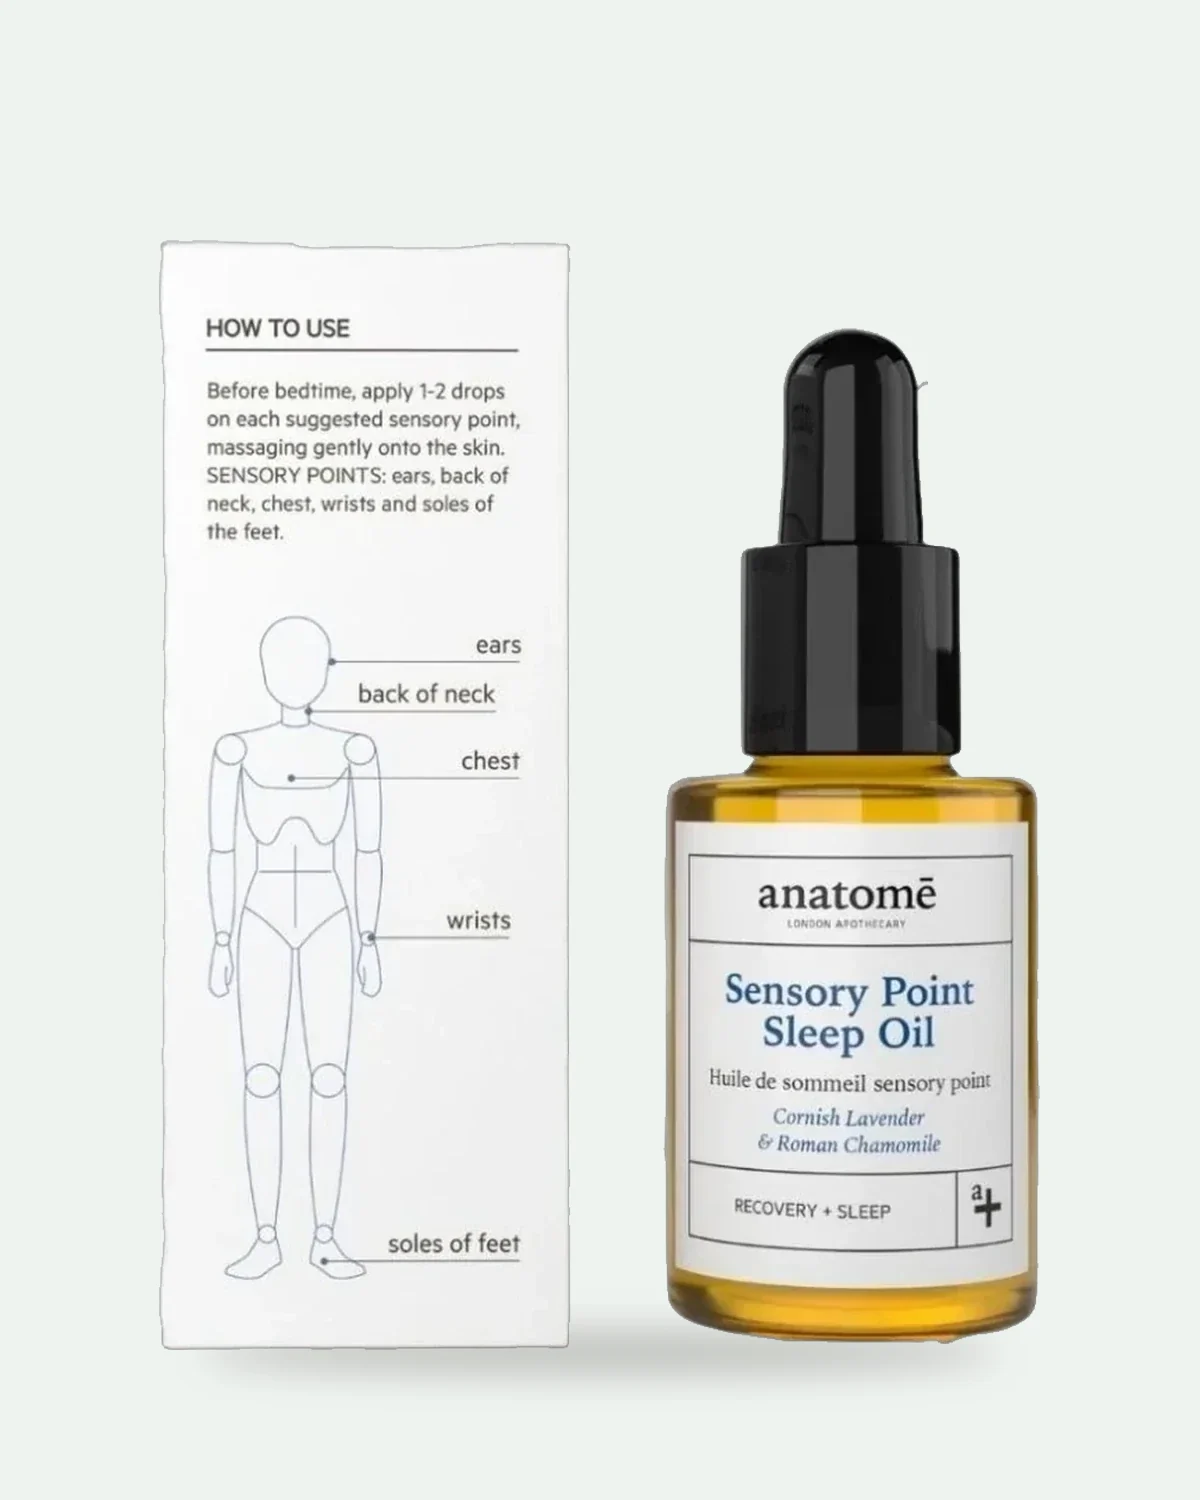 HOW TO USE
Before bedtime, apply 1-2 drops
on each suggested sensory point,
massaging gently onto the skin.
SENSORY POINTS: ears, back of
neck, chest, wrists and soles of
the feet.
ears
back of neck
chest
wrists
soles of feet
anatomē
LONDON APOTHECARY
Sensory Point
Sleep Oil
Huile de sommeil sensory point
Cornish Lavender
& Roman Chamomile
RECOVERY + SLEEP
a+